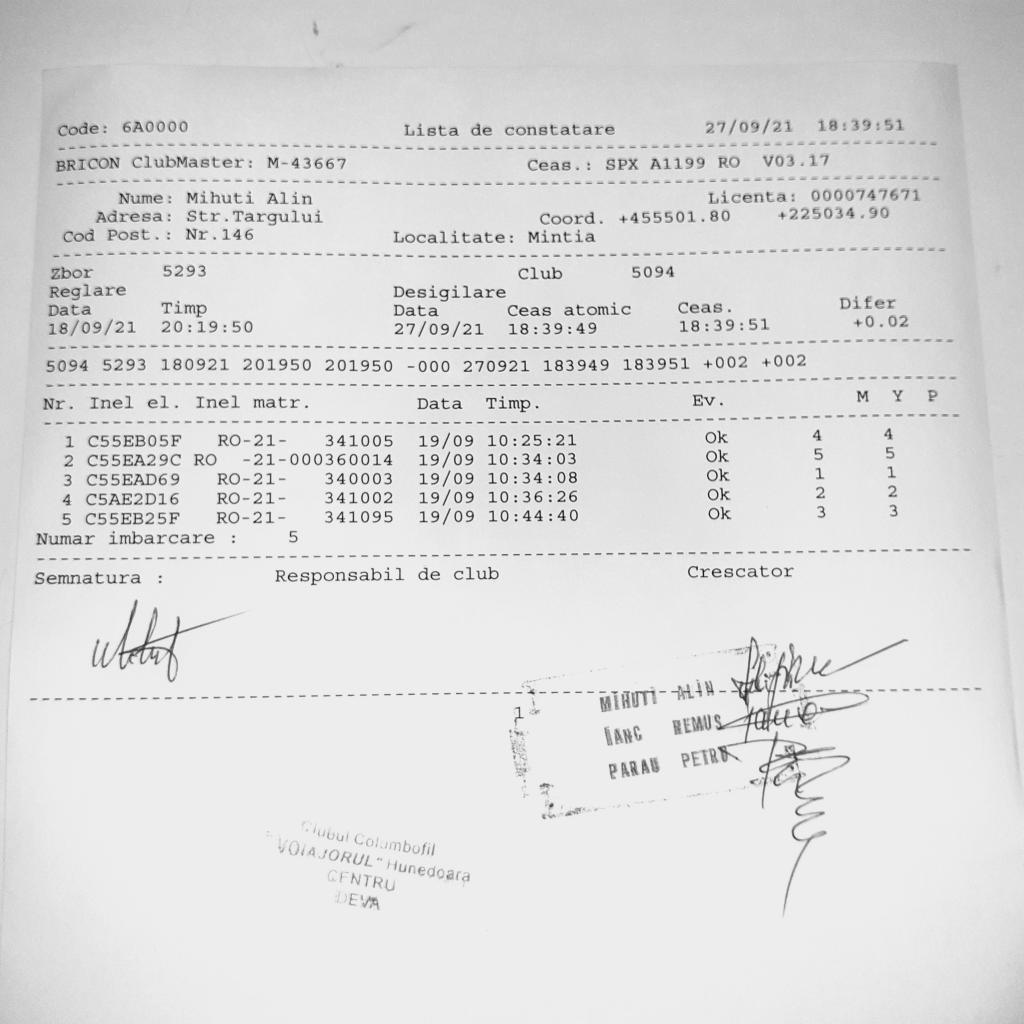 Code: 6A0000 Lista de constatare 27/09/21 18:39:51
BRICON ClubMaster: M-43667 Ceas.: SPX A1199 RO V03.17
Nume: Mihuti Alin Licenta: 0000747671
Adresa: Str.Targului Coord. +455501.80 +225034.90
Cod Post.: Nr.146 Localitate: Mintia
Zbor 5293 Club 5094
Reglare Desigilare
Data Timp Data Ceas atomic Ceas. Difer
18/09/21 20:19:50 27/09/21 18:39:49 18:39:51 +0.02
5094 5293 180921 201950 201950 -000 270921 183949 183951 +002 +002
Nr. Inel el. Inel matr. Data Timp. Ev. M Y P
1 C55EB05F RO-21- 341005 19/09 10:25:21 Ok 4 4
2 C55EA29C RO -21-000360014 19/09 10:34:03 Ok 5 5
3 C55EAD69 RO-21- 340003 19/09 10:34:08 Ok 1 1
4 C5AE2D16 RO-21- 341002 19/09 10:36:26 Ok 2 2
5 C55EB25F RO-21- 341095 19/09 10:44:40 Ok 3 3
Numar imbarcare : 5
Semnatura : Responsabil de club Crescator
MIHUTI ALIN
IANC REMUS
PARAU PETRU
Clubul Columbofil
"VOIAJORUL" Hunedoara
CENTRU
DEVA